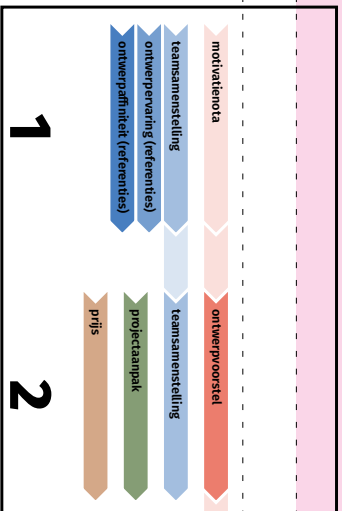 motivatienota
teamsamenstelling
ontwerpervaring (referenties)
ontwerpaffiniteit (referenties)
1
ontwerpvoorstel
teamsamenstelling
projectaanpak
prijs
2